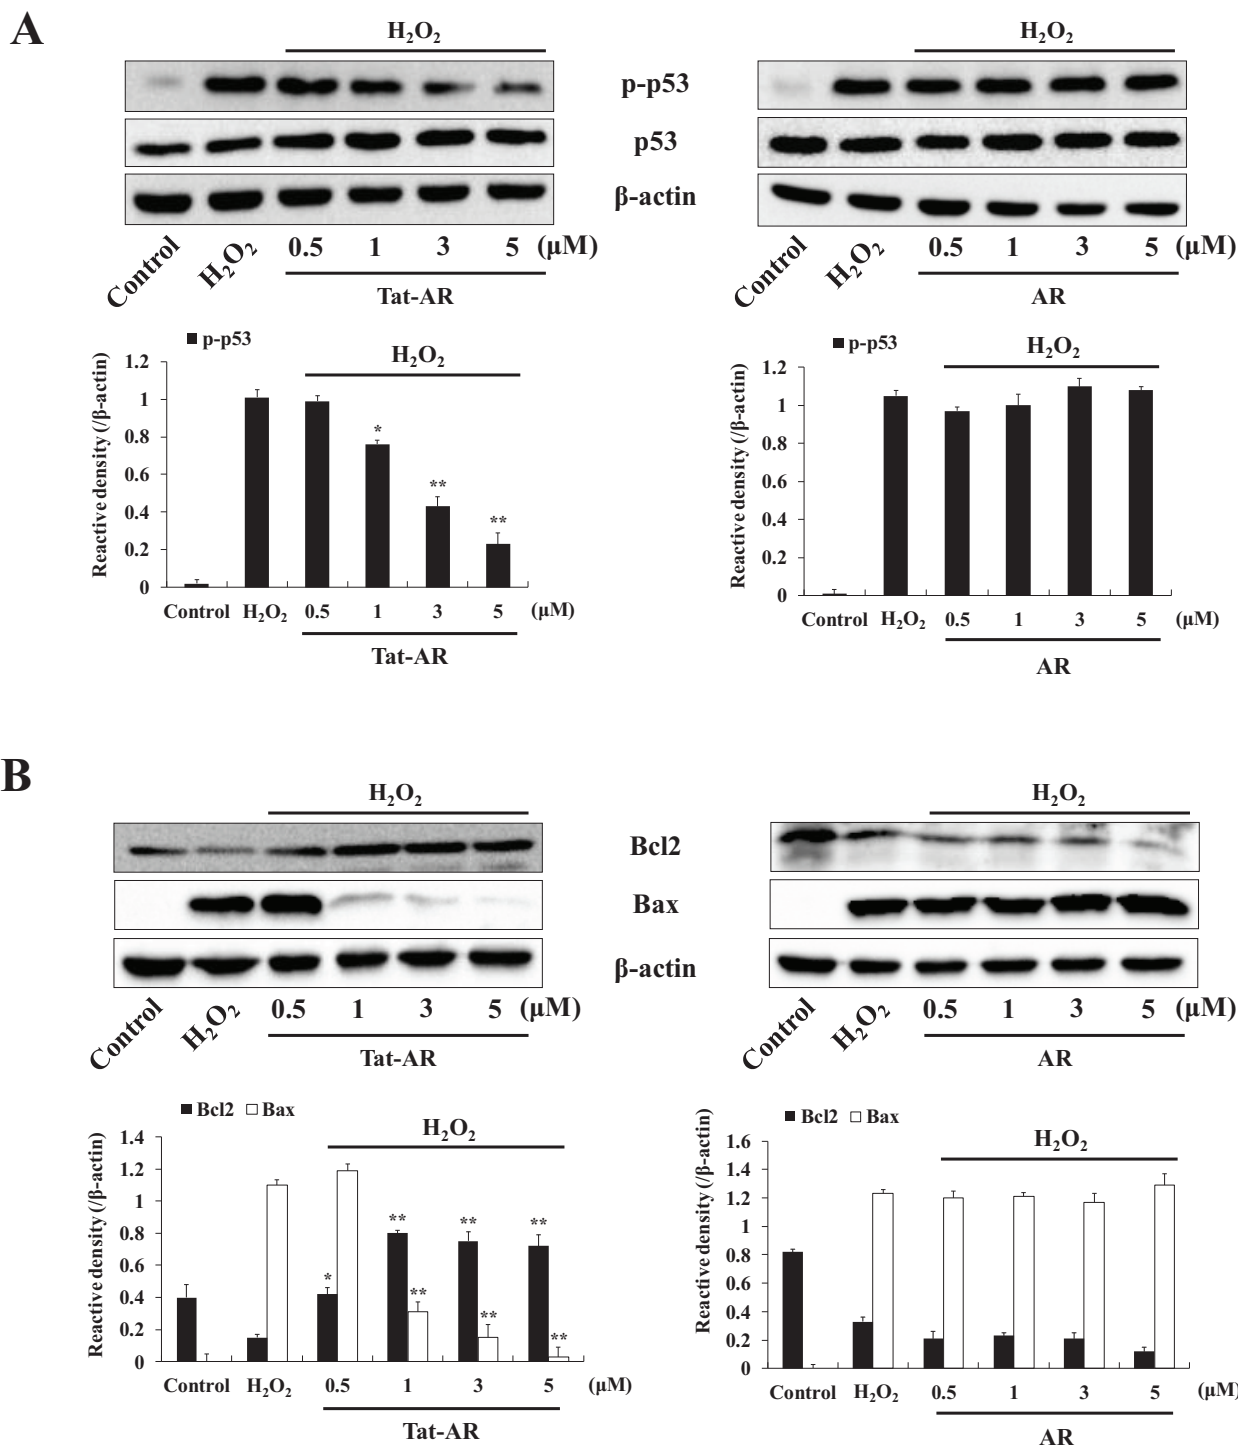 A
H₂O₂
H₂O₂
p-p53
p53
β-actin
Control H₂O₂ 0.5 1 3 5 (μM)
Tat-AR
Control H₂O₂ 0.5 1 3 5 (μM)
AR
p-p53
H₂O₂
Reactive density (/β-actin)
1.2
1
0.8
0.6
0.4
0.2
0
*
**
**
Control H₂O₂ 0.5 1 3 5 (μM)
Tat-AR
p-p53
H₂O₂
Reactive density (/β-actin)
1.2
1
0.8
0.6
0.4
0.2
0
Control H₂O₂ 0.5 1 3 5 (μM)
AR
B
H₂O₂
H₂O₂
Bcl2
Bax
β-actin
Control H₂O₂ 0.5 1 3 5 (μM)
Tat-AR
Control H₂O₂ 0.5 1 3 5 (μM)
AR
Bcl2 Bax
H₂O₂
Reactive density (/β-actin)
1.4
1.2
1
0.8
0.6
0.4
0.2
0
*
** **
** **
** **
Control H₂O₂ 0.5 1 3 5 (μM)
Tat-AR
Bcl2 Bax
H₂O₂
Reactive density (/β-actin)
1.6
1.4
1.2
1
0.8
0.6
0.4
0.2
0
Control H₂O₂ 0.5 1 3 5 (μM)
AR